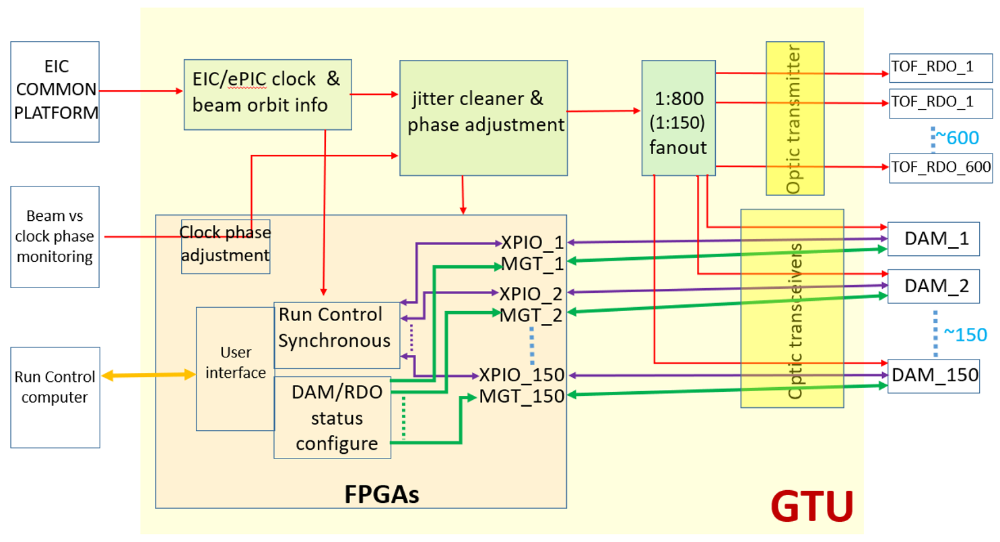 EIC
COMMON
PLATFORM
EIC/ePIC clock &
beam orbit info
jitter cleaner &
phase adjustment
1:800
(1:150)
fanout
Optic transmitter
TOF_RDO_1
TOF_RDO_1
~600
TOF_RDO_600
Beam vs
clock phase
monitoring
Clock phase
adjustment
XPIO_1
MGT_1
XPIO_2
MGT_2
XPIO_150
MGT_150
Optic transceivers
DAM_1
DAM_2
~150
DAM_150
Run Control
Synchronous
User
interface
DAM/RDO
status
configure
Run Control
computer
FPGAs
GTU